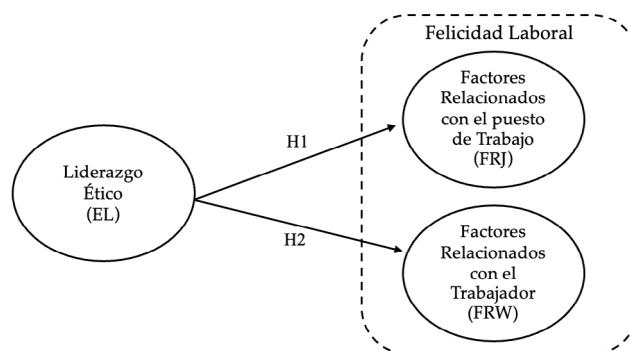 Felicidad Laboral
Factores
Relacionados
con el puesto
de Trabajo
(FRJ)
H1
Liderazgo
Ético
(EL)
H2
Factores
Relacionados
con el
Trabajador
(FRW)